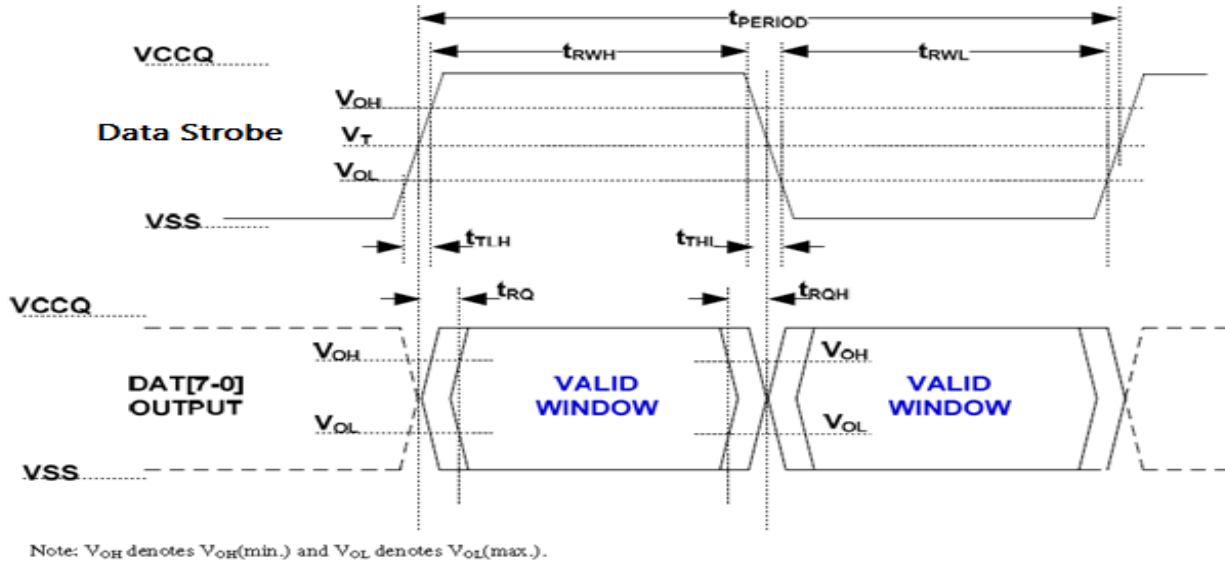 tPERIOD
VCCQ
tRWH
tRWL
VOH
Data Strobe
VT
VOL
VSS
tTLH
tTHL
tRQ
tRQH
VCCQ
VOH
VOH
DAT[7-0]
OUTPUT
VALID
WINDOW
VALID
WINDOW
VOL
VOL
VSS
Note: VOH denotes VOH(min.) and VOL denotes VOL(max.).